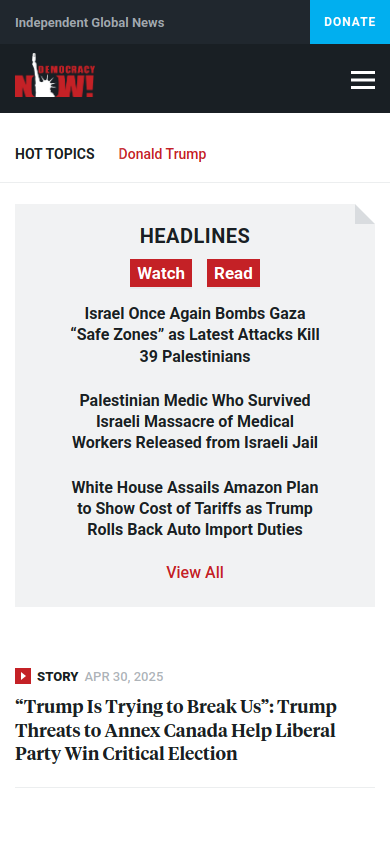 Independent Global News
DONATE
DEMOCRACY
NOW!
HOT TOPICS
Donald Trump
HEADLINES
Watch
Read
Israel Once Again Bombs Gaza
“Safe Zones” as Latest Attacks Kill
39 Palestinians
Palestinian Medic Who Survived
Israeli Massacre of Medical
Workers Released from Israeli Jail
White House Assails Amazon Plan
to Show Cost of Tariffs as Trump
Rolls Back Auto Import Duties
View All
STORY APR 30, 2025
“Trump Is Trying to Break Us”: Trump
Threats to Annex Canada Help Liberal
Party Win Critical Election